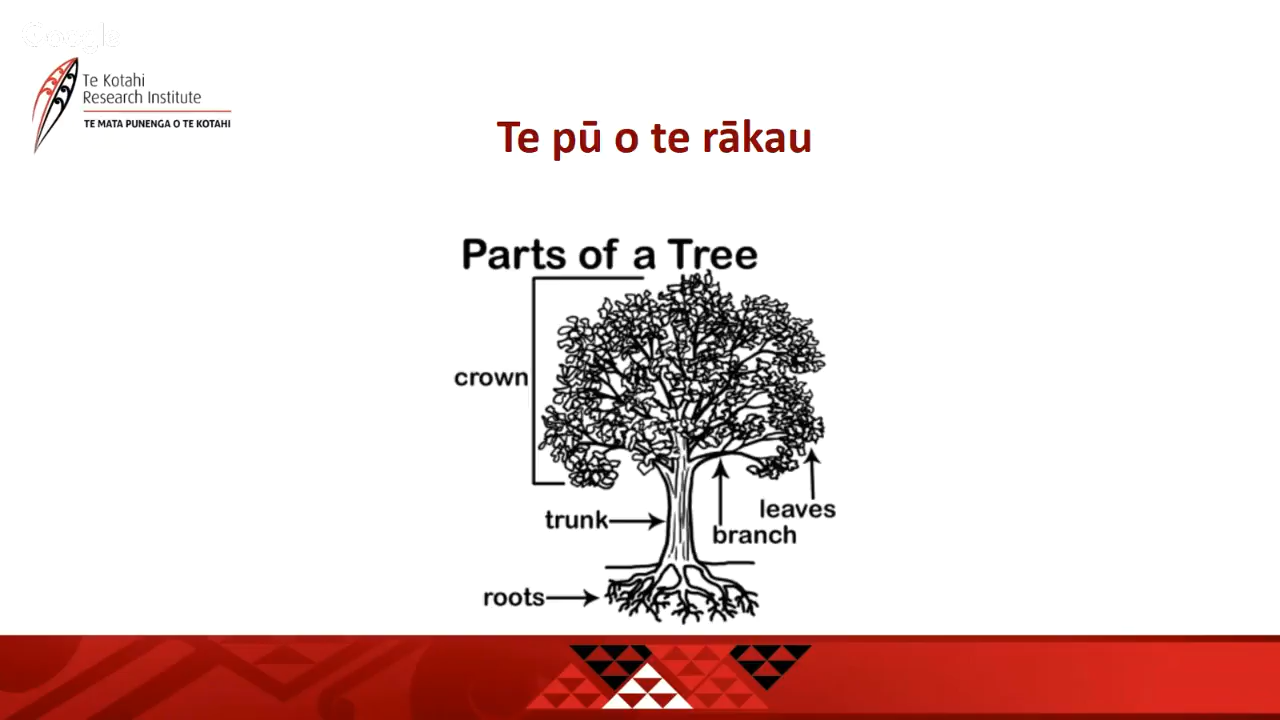 Google
Te Kotahi
Research Institute
TE MATA PUNENGA O TE KOTAHI
Te pū o te rākau
Parts of a Tree
crown
trunk
leaves
branch
roots